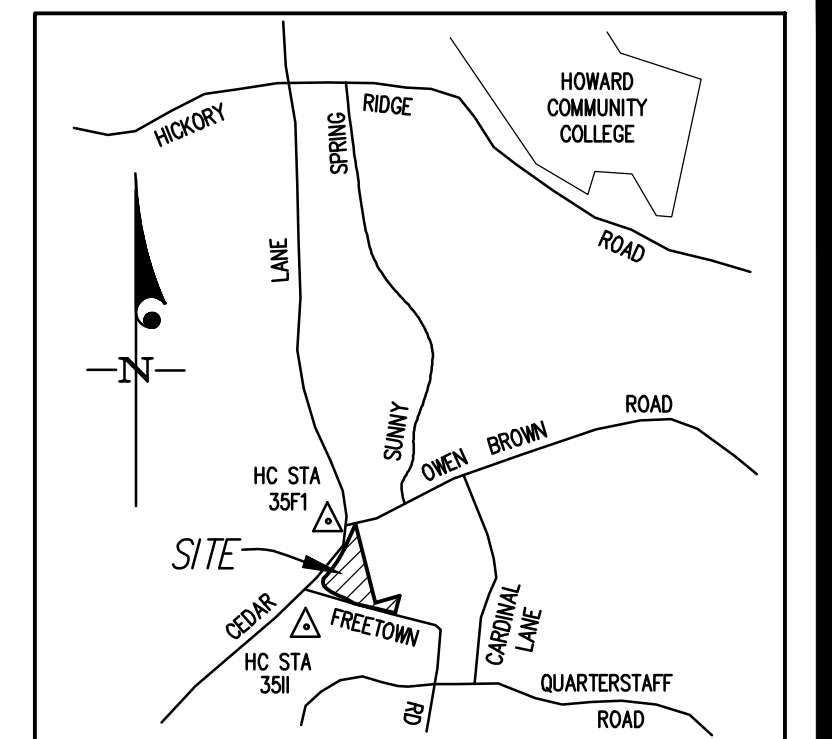 HOWARD
COMMUNITY
COLLEGE
HICKORY
RIDGE
ROAD
SPRING
LANE
N
SUNNY
OWEN BROWN
ROAD
HC STA
35F1
SITE
CEDAR
FREETOWN
HC STA
35II
CARDINAL
LANE
QUARTERSTAFF
ROAD
RD